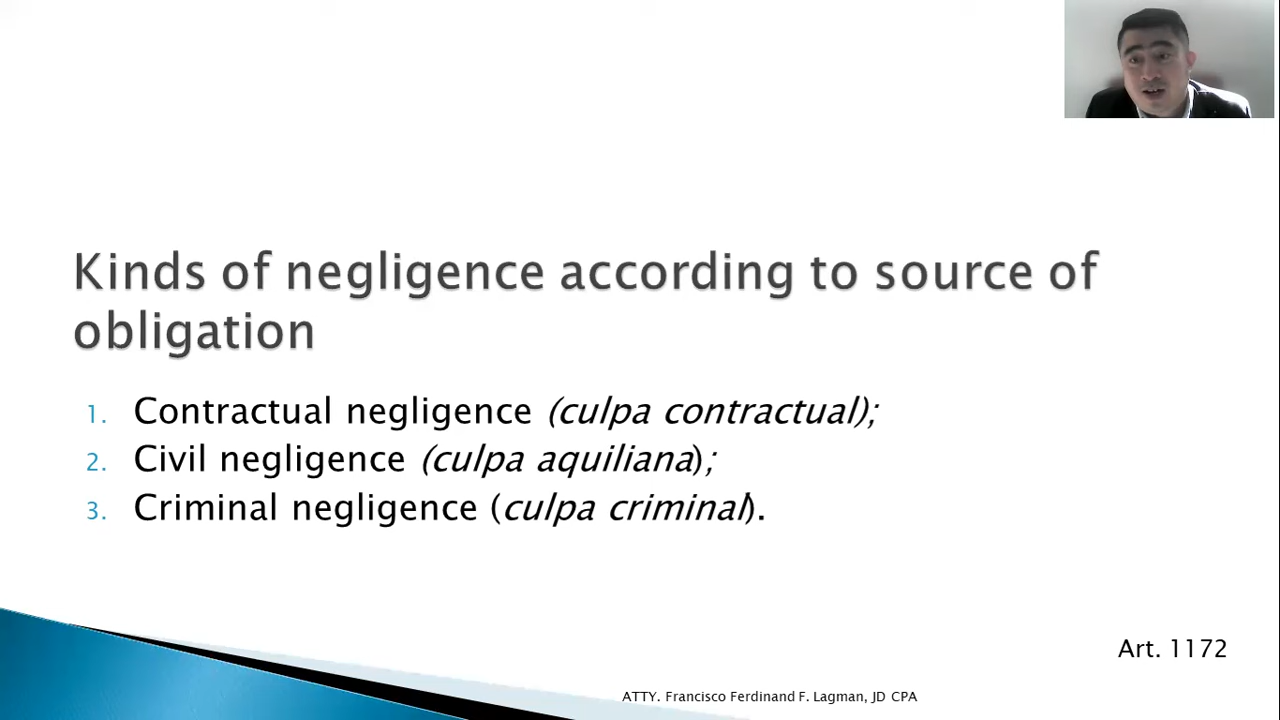 Kinds of negligence according to source of
obligation
1. Contractual negligence (culpa contractual);
2. Civil negligence (culpa aquiliana);
3. Criminal negligence (culpa criminal).
Art. 1172
ATTY. Francisco Ferdinand F. Lagman, JD CPA